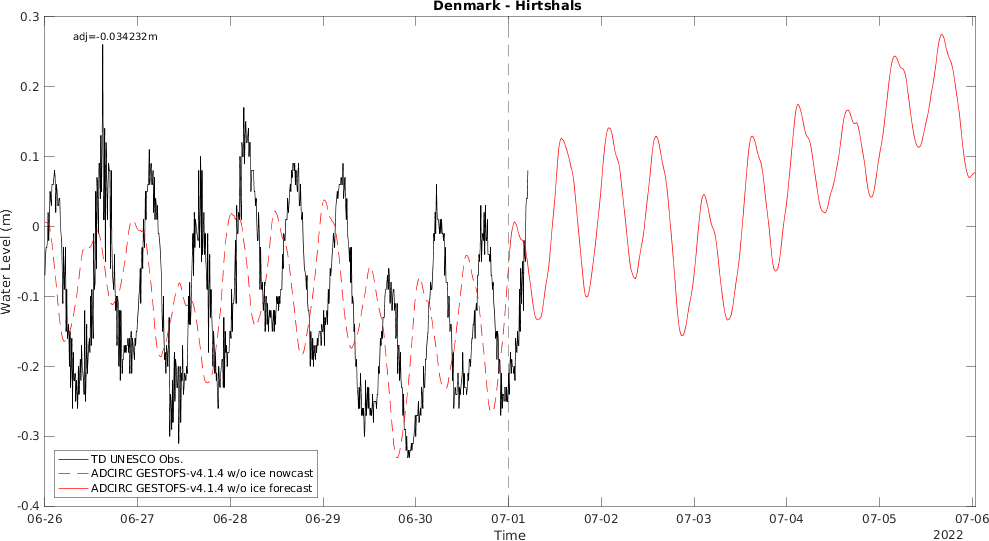 Denmark - Hirtshals
adj=-0.034232m
0.3
0.2
0.1
0
-0.1
-0.2
-0.3
-0.4
Water Level (m)
TD UNESCO Obs.
ADCIRC GESTOFS-v4.1.4 w/o ice nowcast
ADCIRC GESTOFS-v4.1.4 w/o ice forecast
06-26 06-27 06-28 06-29 06-30 07-01 07-02 07-03 07-04 07-05 07-06
Time
2022